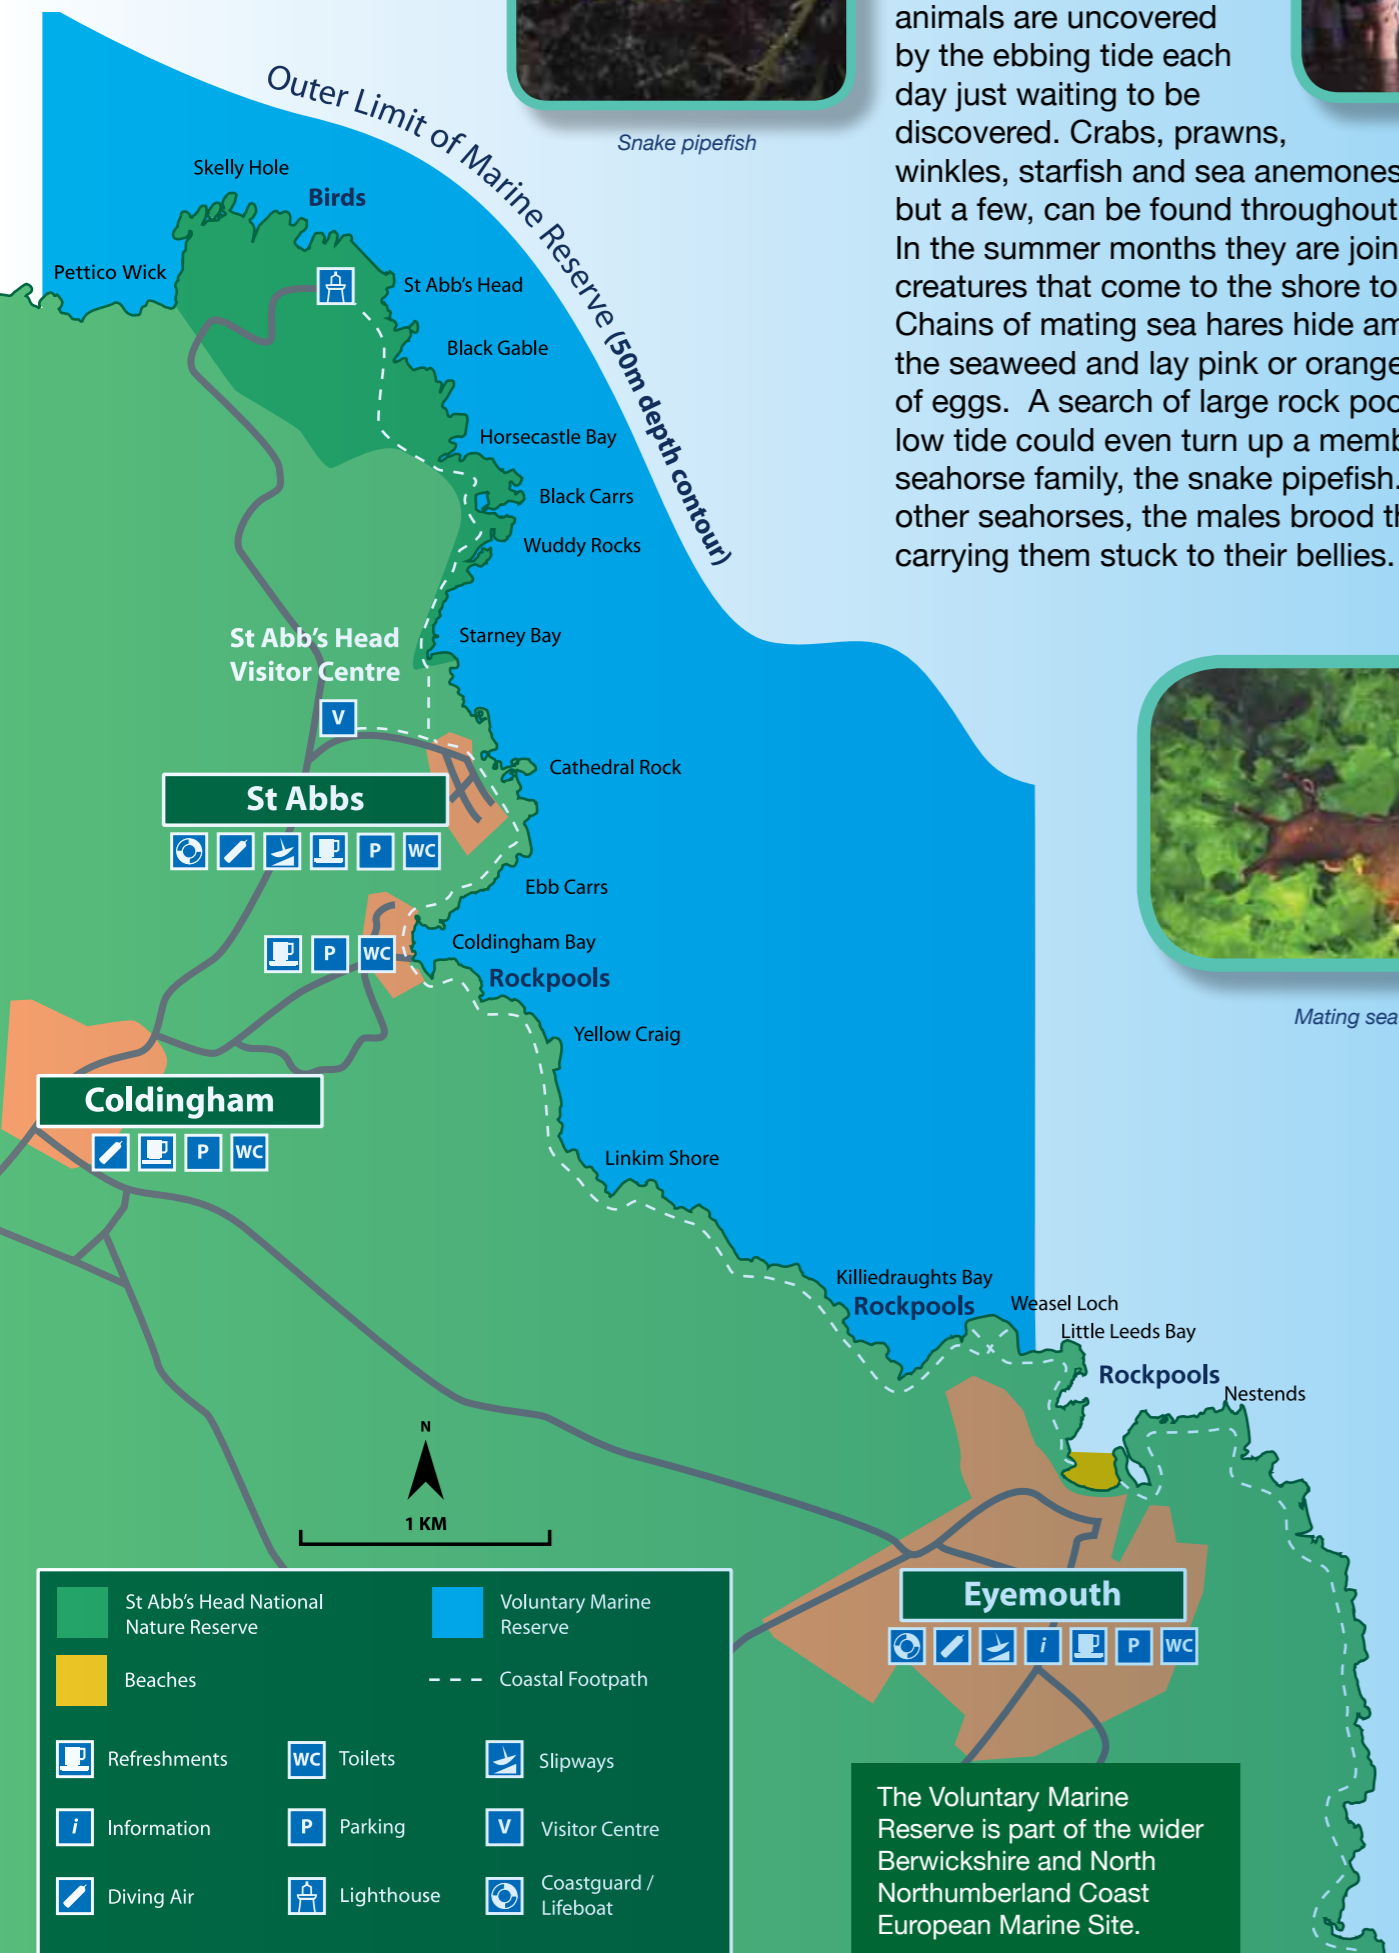 animals are uncovered
by the ebbing tide each
day just waiting to be
discovered. Crabs, prawns,
winkles, starfish and sea anemones
but a few, can be found throughout
In the summer months they are join
creatures that come to the shore to
Chains of mating sea hares hide am
the seaweed and lay pink or orange
of eggs. A search of large rock poo
low tide could even turn up a memb
seahorse family, the snake pipefish.
other seahorses, the males brood th
carrying them stuck to their bellies.
Snake pipefish
Mating sea
Outer Limit of Marine Reserve (50m depth contour)
Skelly Hole
Birds
Pettico Wick
St Abb's Head
Black Gable
Horsecastle Bay
Black Carrs
Wuddy Rocks
Starney Bay
St Abb's Head
Visitor Centre
V
Cathedral Rock
St Abbs
P WC
Ebb Carrs
Coldingham Bay
P WC
Rockpools
Yellow Craig
Coldingham
P WC
Linkim Shore
Killiedraughts Bay
Rockpools
Weasel Loch
Little Leeds Bay
Rockpools
Nestends
N
1 KM
Eyemouth
i P WC
St Abb's Head National
Nature Reserve
Voluntary Marine
Reserve
Beaches
Coastal Footpath
Refreshments
WC Toilets
Slipways
i Information
P Parking
V Visitor Centre
Diving Air
Lighthouse
Coastguard /
Lifeboat
The Voluntary Marine
Reserve is part of the wider
Berwickshire and North
Northumberland Coast
European Marine Site.